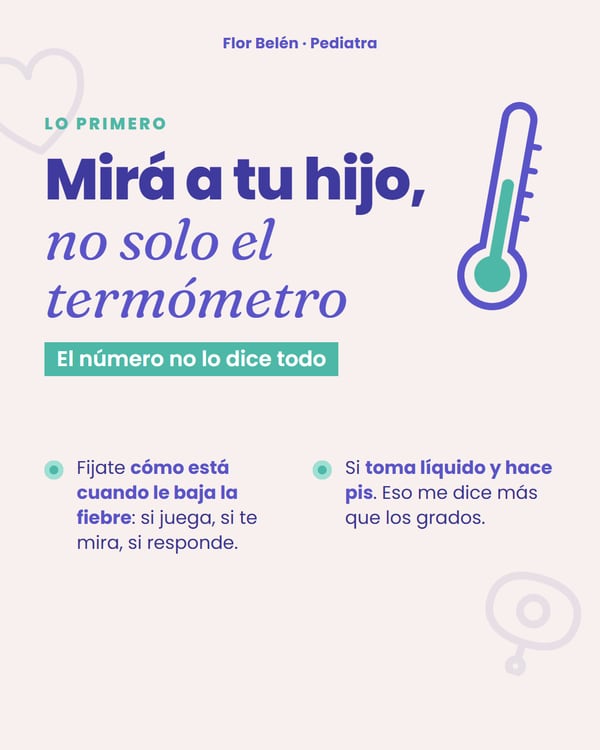 Flor Belén · Pediatra
LO PRIMERO
Mirá a tu hijo,
no solo el
termómetro
El número no lo dice todo
Fijate cómo está
cuando le baja la
fiebre: si juega, si te
mira, si responde.
Si toma líquido y hace
pis. Eso me dice más
que los grados.